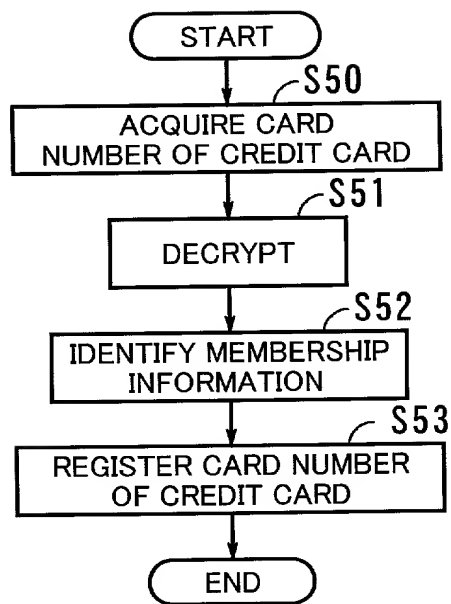 START
S50
ACQUIRE CARD
NUMBER OF CREDIT CARD
S51
DECRYPT
S52
IDENTIFY MEMBERSHIP
INFORMATION
S53
REGISTER CARD NUMBER
OF CREDIT CARD
END